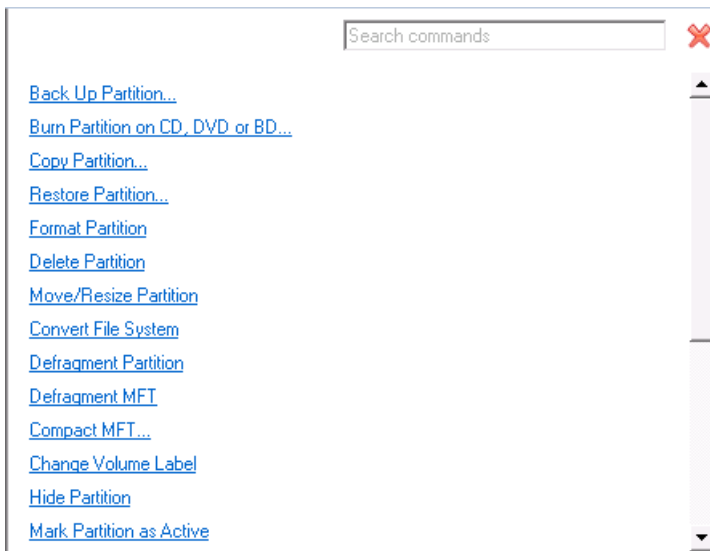 Search commands
Back Up Partition...
Burn Partition on CD, DVD or BD...
Copy Partition...
Restore Partition...
Format Partition
Delete Partition
Move/Resize Partition
Convert File System
Defragment Partition
Defragment MFT
Compact MFT...
Change Volume Label
Hide Partition
Mark Partition as Active